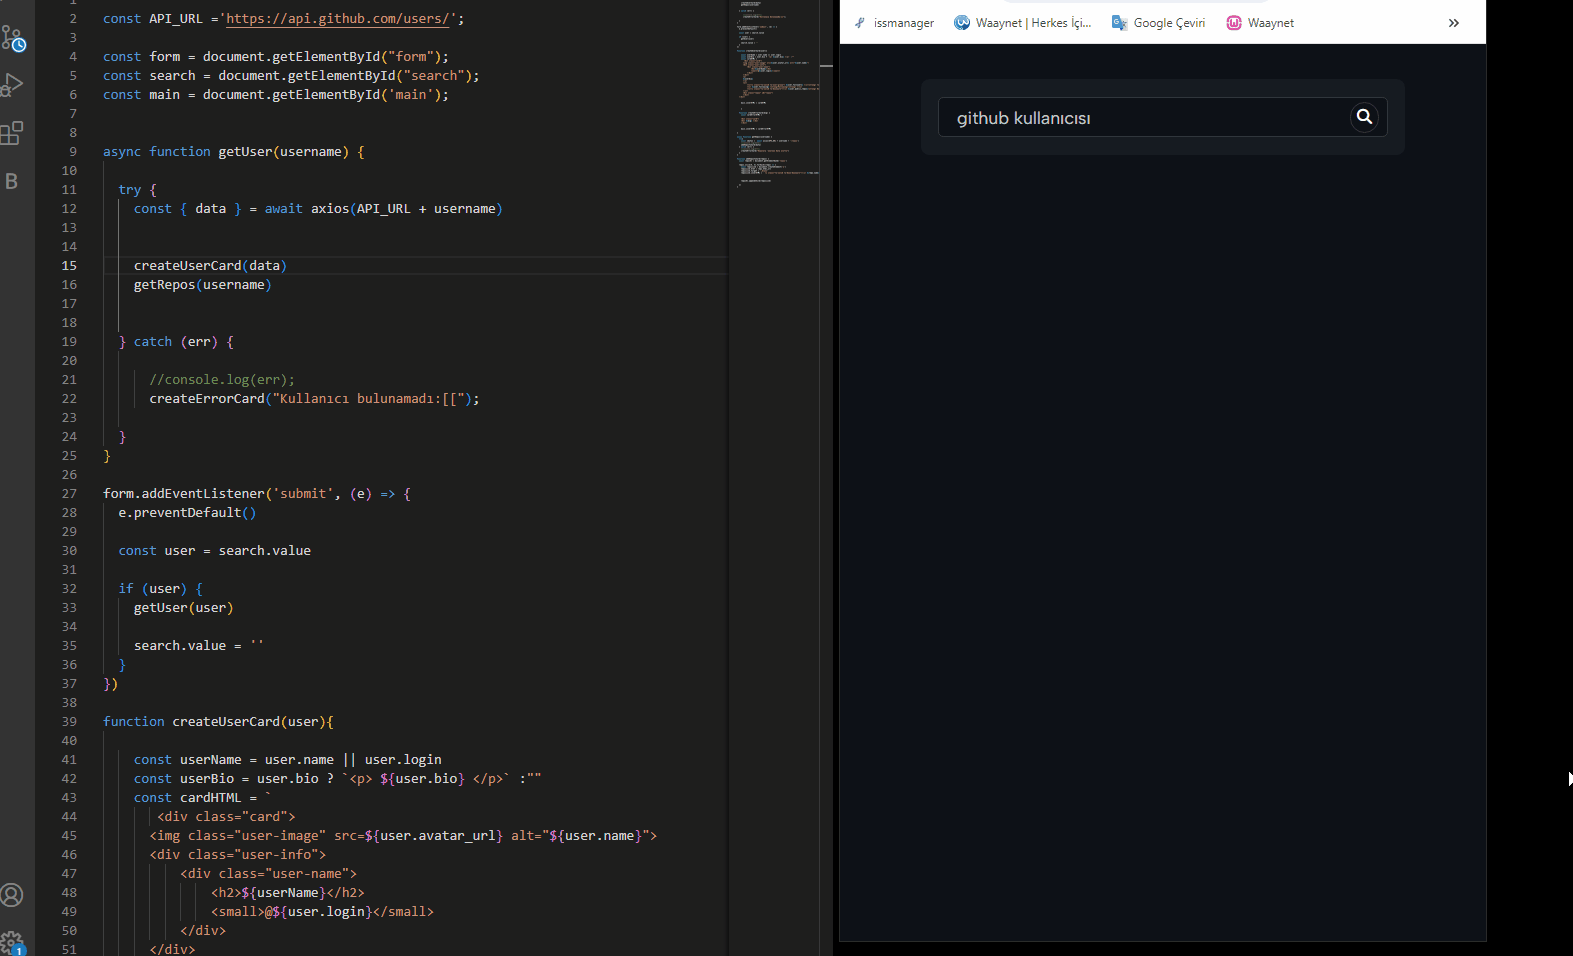 1
2 const API_URL ='https://api.github.com/users/';
3
4 const form = document.getElementById("form");
5 const search = document.getElementById("search");
6 const main = document.getElementById('main');
7
8
9 async function getUser(username) {
10
11 try {
12 const { data } = await axios(API_URL + username)
13
14
15 createUserCard(data)
16 getRepos(username)
17
18
19 } catch (err) {
20
21 //console.log(err);
22 createErrorCard("Kullanıcı bulunamadı:[[");
23
24 }
25 }
26
27 form.addEventListener('submit', (e) => {
28 e.preventDefault()
29
30 const user = search.value
31
32 if (user) {
33 getUser(user)
34
35 search.value = ''
36 }
37 })
38
39 function createUserCard(user){
40
41 const userName = user.name || user.login
42 const userBio = user.bio ? `<p> ${user.bio} </p>` :""
43 const cardHTML = `
44 <div class="card">
45 <img class="user-image" src=${user.avatar_url} alt="${user.name}">
46 <div class="user-info">
47 <div class="user-name">
48 <h2>${userName}</h2>
49 <small>@${user.login}</small>
50 </div>
51 </div>
B
1
issmanager Waaynet | Herkes İçi... Google Çeviri Waaynet »
github kullanıcısı